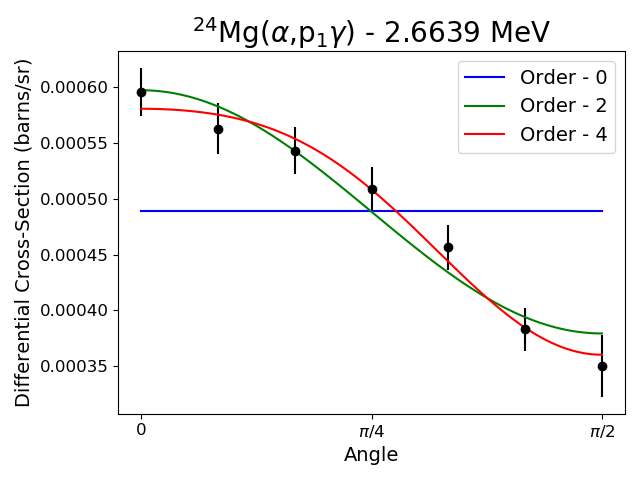 ²⁴Mg(α,p₁γ) - 2.6639 MeV
Differential Cross-Section (barns/sr)
0.00060
0.00055
0.00050
0.00045
0.00040
0.00035
Order - 0
Order - 2
Order - 4
0 π/4 π/2
Angle